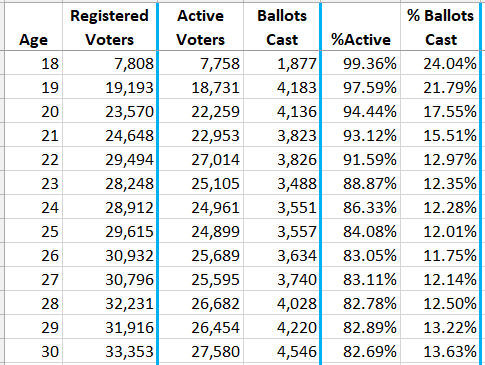 Registered Active Ballots % Ballots
Age Voters Voters Cast %Active Cast
18 7,808 7,758 1,877 99.36% 24.04%
19 19,193 18,731 4,183 97.59% 21.79%
20 23,570 22,259 4,136 94.44% 17.55%
21 24,648 22,953 3,823 93.12% 15.51%
22 29,494 27,014 3,826 91.59% 12.97%
23 28,248 25,105 3,488 88.87% 12.35%
24 28,912 24,961 3,551 86.33% 12.28%
25 29,615 24,899 3,557 84.08% 12.01%
26 30,932 25,689 3,634 83.05% 11.75%
27 30,796 25,595 3,740 83.11% 12.14%
28 32,231 26,682 4,028 82.78% 12.50%
29 31,916 26,454 4,220 82.89% 13.22%
30 33,353 27,580 4,546 82.69% 13.63%